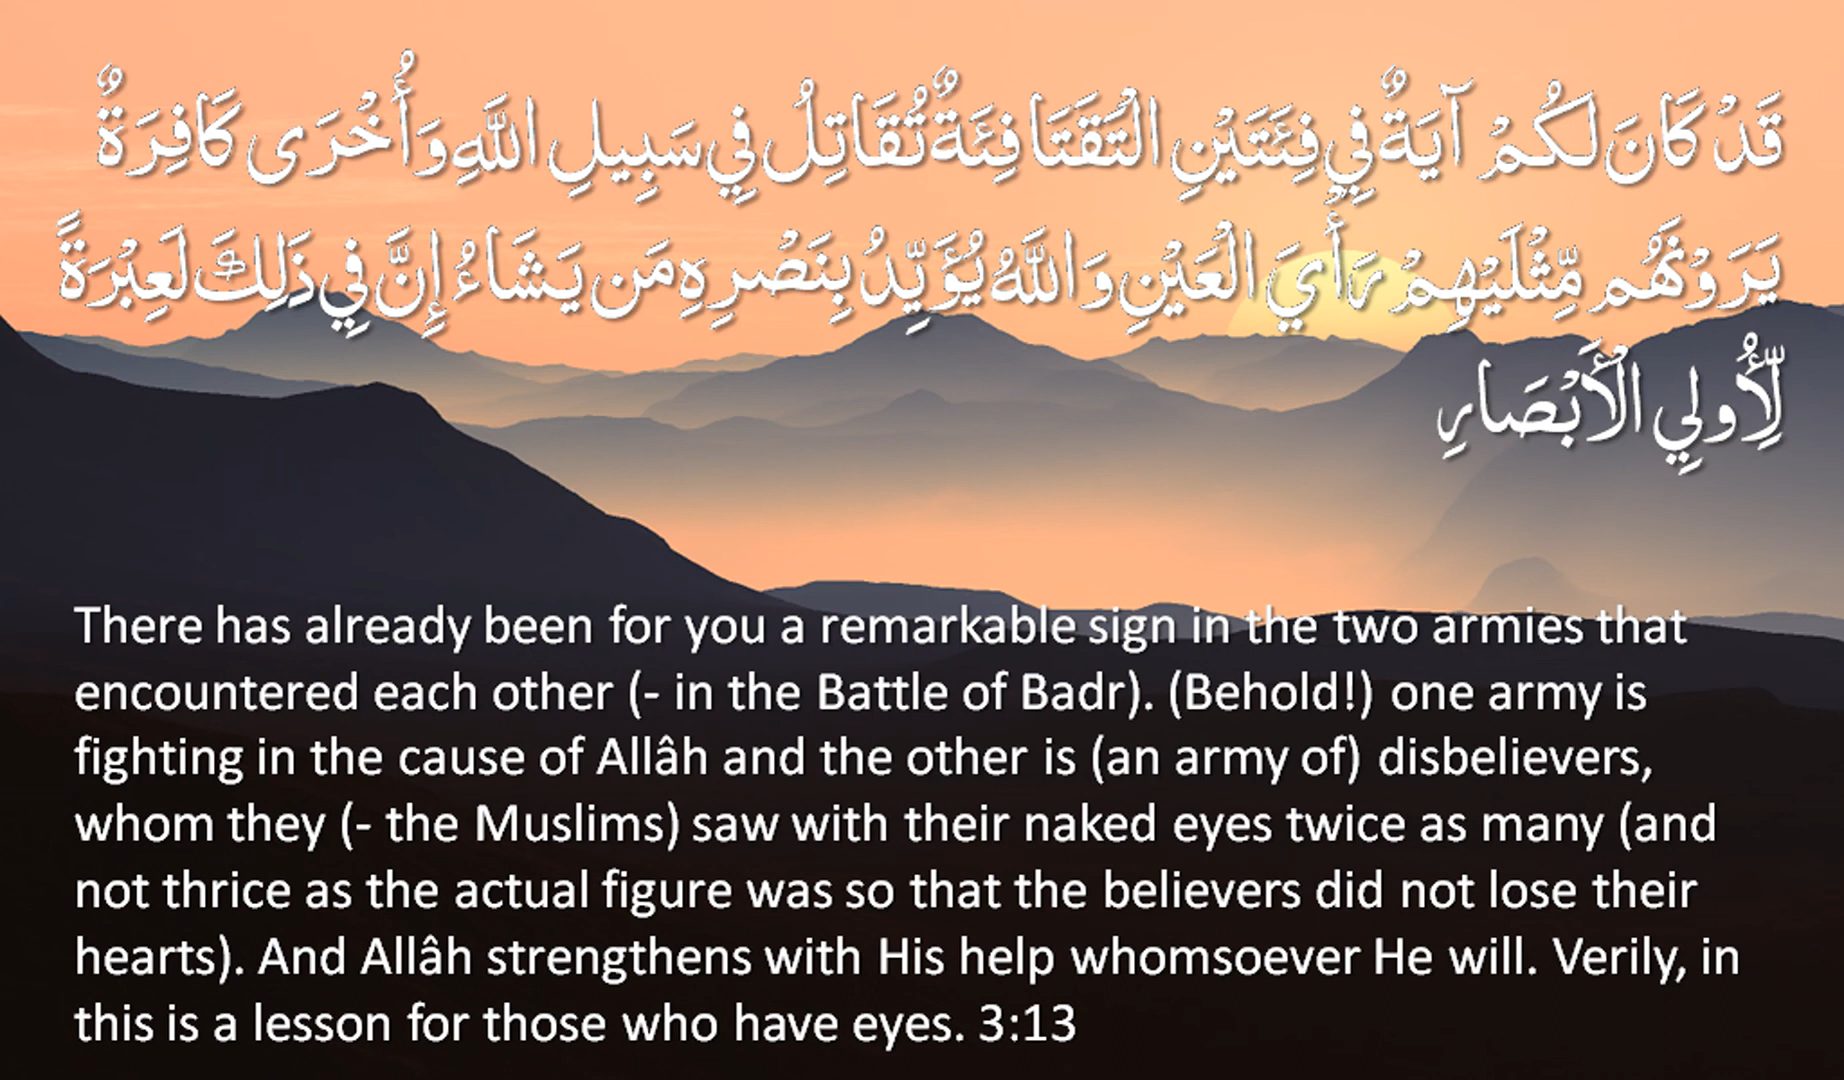 قَدْ كَانَ لَكُمْ آيَةٌ فِي فِئَتَيْنِ الْتَقَتَا فِئَةٌ تُقَاتِلُ فِي سَبِيلِ اللَّهِ وَأُخْرَى كَافِرَةٌ
يَرَوْنَهُم مِّثْلَيْهِمْ رَأْيَ الْعَيْنِ وَاللَّهُ يُؤَيِّدُ بِنَصْرِهِ مَن يَشَاءُ إِنَّ فِي ذَلِكَ لَعِبْرَةً
لِّأُولِي الْأَبْصَارِ
There has already been for you a remarkable sign in the two armies that
encountered each other (- in the Battle of Badr). (Behold!) one army is
fighting in the cause of Allâh and the other is (an army of) disbelievers,
whom they (- the Muslims) saw with their naked eyes twice as many (and
not thrice as the actual figure was so that the believers did not lose their
hearts). And Allâh strengthens with His help whomsoever He will. Verily, in
this is a lesson for those who have eyes. 3:13